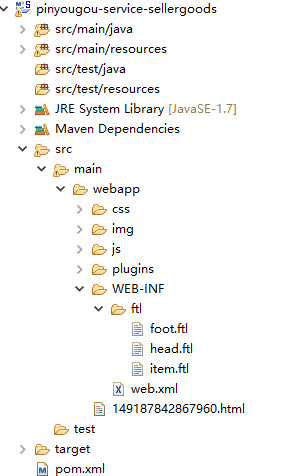 pinyougou-service-sellergoods
src/main/java
src/main/resources
src/test/java
src/test/resources
JRE System Library [JavaSE-1.7]
Maven Dependencies
src
main
webapp
css
img
js
plugins
WEB-INF
ftl
foot.ftl
head.ftl
item.ftl
web.xml
149187842867960.html
test
target
pom.xml